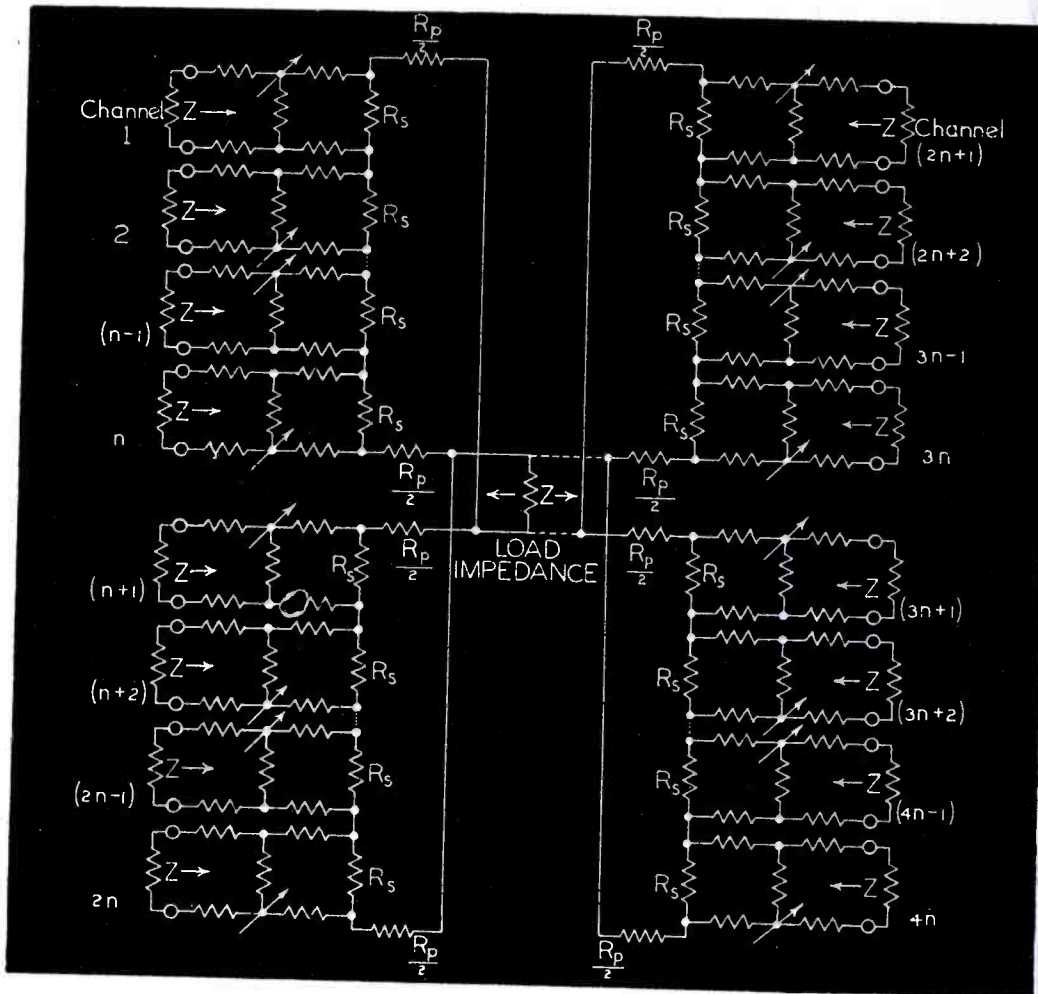 Rp/2
Rp/2
Channel
1
Z
Rs
Rs
Z
Channel
(2n+1)
2
Z
Rs
Rs
Z
(2n+2)
(n-1)
Z
Rs
Rs
Z
3n-1
n
Z
Rs
Rs
Z
3n
Rp/2
Rp/2
Z
LOAD
IMPEDANCE
Rp/2
Rp/2
(n+1)
Z
Rs
Rs
Z
(3n+1)
(n+2)
Z
Rs
Rs
Z
(3n+2)
(2n-1)
Z
Rs
Rs
Z
(4n-1)
2n
Z
Rs
Rs
Z
4n
Rp/2
Rp/2